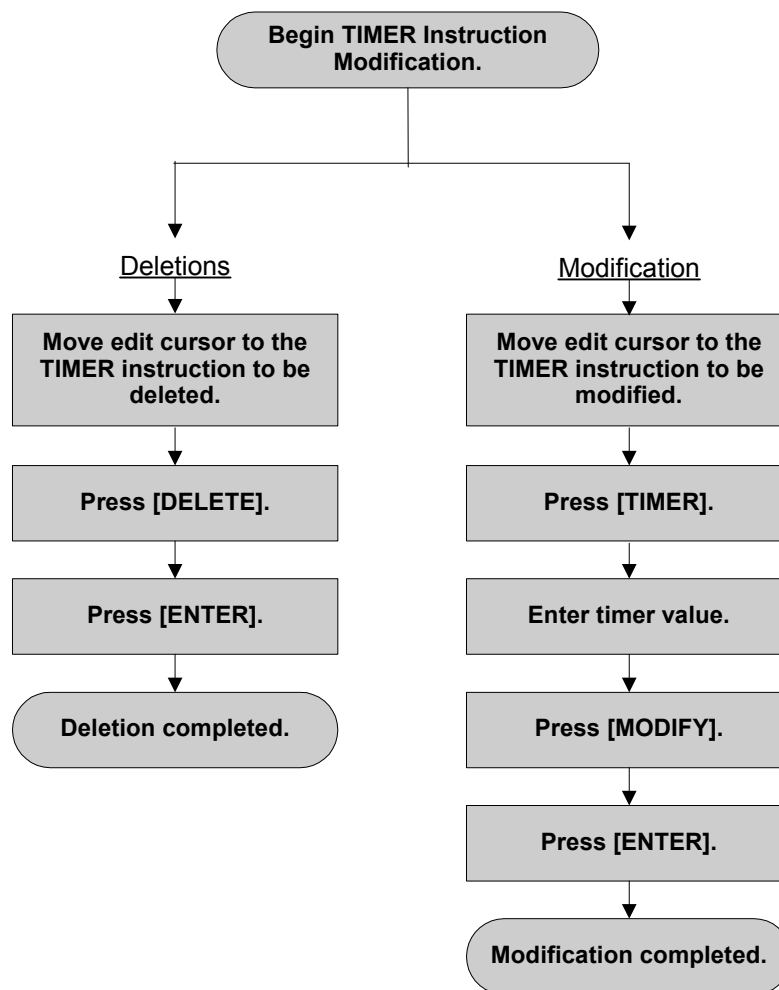 Begin TIMER Instruction
Modification.
Deletions
Move edit cursor to the
TIMER instruction to be
deleted.
Press [DELETE].
Press [ENTER].
Deletion completed.
Modification
Move edit cursor to the
TIMER instruction to be
modified.
Press [TIMER].
Enter timer value.
Press [MODIFY].
Press [ENTER].
Modification completed.